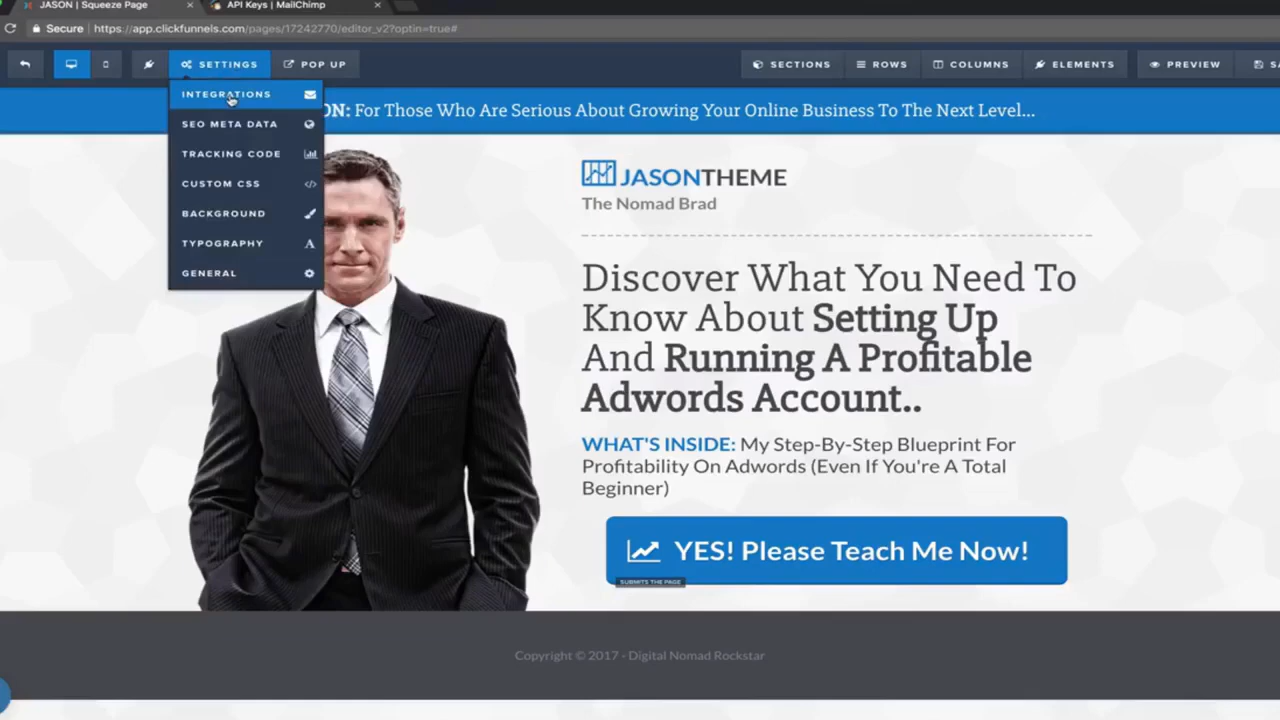 JASON | Squeeze Page
API Keys | MailChimp
Secure
https://app.clickfunnels.com/pages/17242770/editor_v2?optin=true#
SETTINGS
POP UP
SECTIONS
ROWS
COLUMNS
ELEMENTS
PREVIEW
INTEGRATIONS
SEO META DATA
TRACKING CODE
CUSTOM CSS
BACKGROUND
TYPOGRAPHY
GENERAL
ON: For Those Who Are Serious About Growing Your Online Business To The Next Level...
JASONTHEME
The Nomad Brad
Discover What You Need To
Know About Setting Up
And Running A Profitable
Adwords Account..
WHAT'S INSIDE: My Step-By-Step Blueprint For
Profitability On Adwords (Even If You're A Total
Beginner)
YES! Please Teach Me Now!
SUBMITS THE PAGE
Copyright © 2017 - Digital Nomad Rockstar